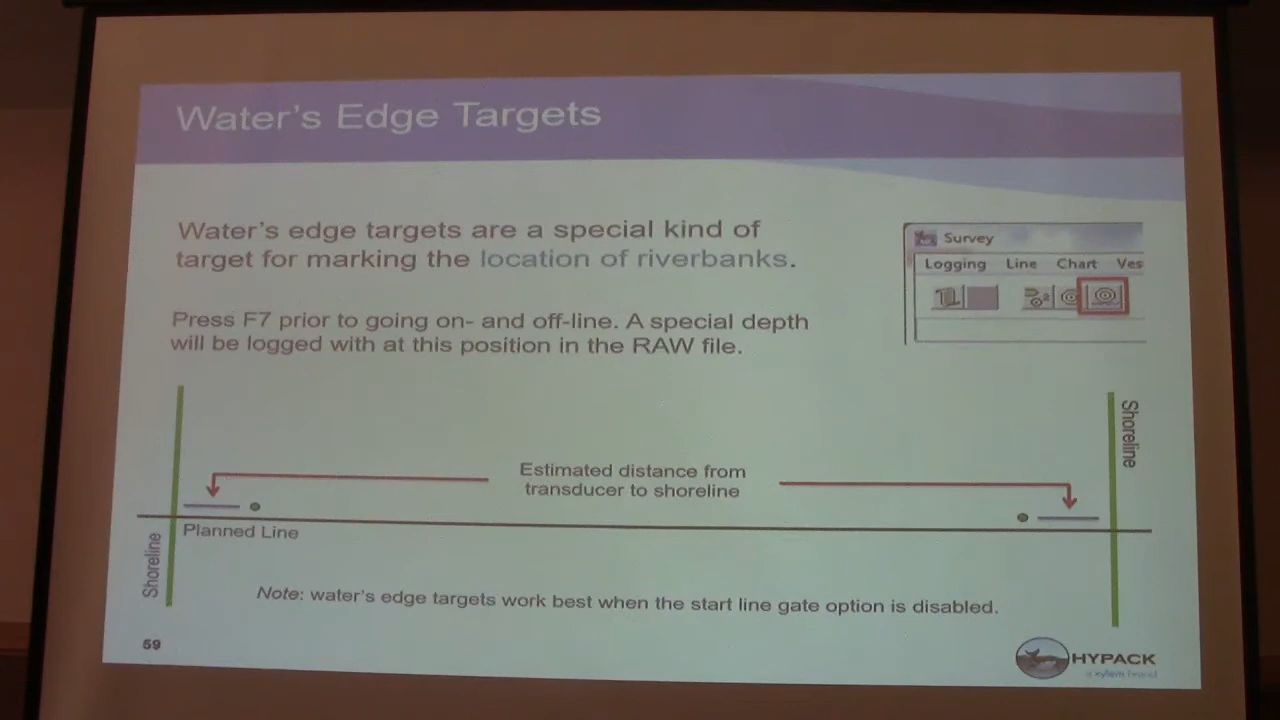 Water's Edge Targets
Water's edge targets are a special kind of
target for marking the location of riverbanks.
Survey
Logging Line Chart Ves
Press F7 prior to going on- and off-line. A special depth
will be logged with at this position in the RAW file.
Shoreline
Estimated distance from
transducer to shoreline
Planned Line
Shoreline
Note: water's edge targets work best when the start line gate option is disabled.
59
HYPACK
a xylem brand